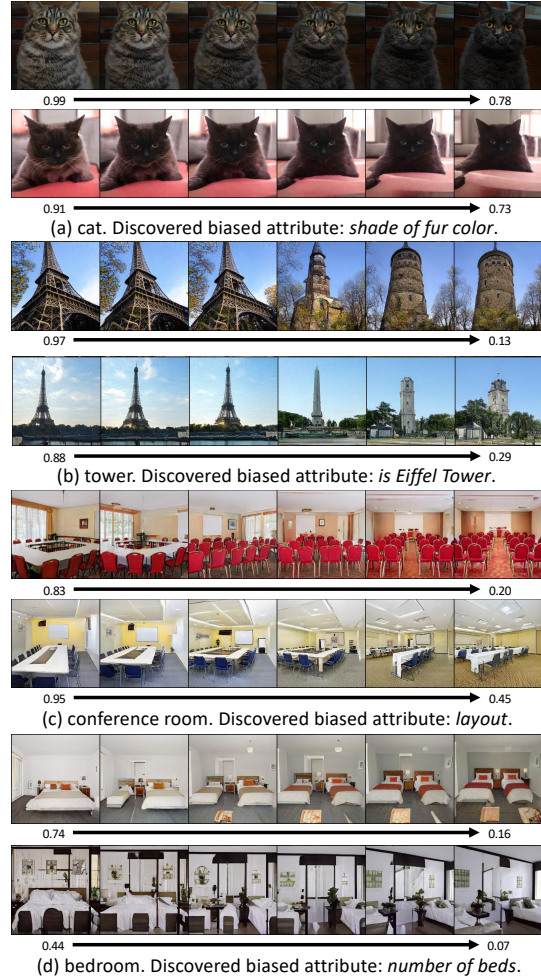 0.99 0.78
0.91 0.73
(a) cat. Discovered biased attribute: shade of fur color.
0.97 0.13
0.88 0.29
(b) tower. Discovered biased attribute: is Eiffel Tower.
0.83 0.20
0.95 0.45
(c) conference room. Discovered biased attribute: layout.
0.74 0.16
0.44 0.07
(d) bedroom. Discovered biased attribute: number of beds.